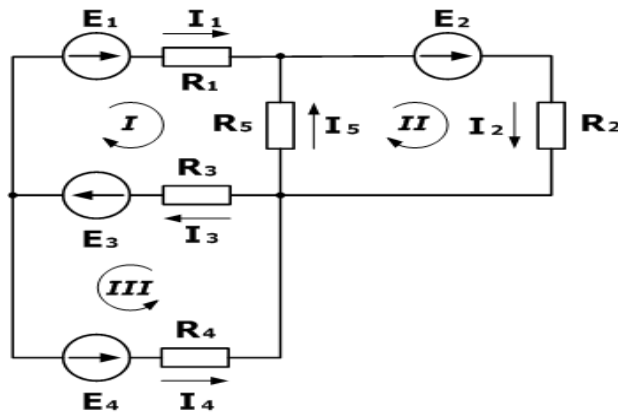 E1 I1 E2
R1
I R5 I5 II I2 R2
R3
E3 I3
III
R4
E4 I4